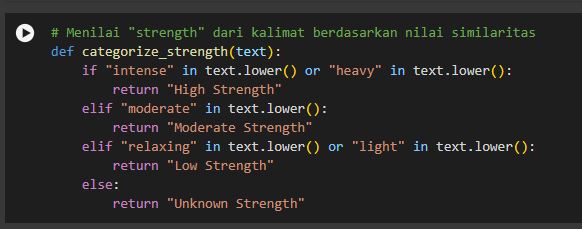 # Menilai "strength" dari kalimat berdasarkan nilai similaritas
def categorize_strength(text):
    if "intense" in text.lower() or "heavy" in text.lower():
        return "High Strength"
    elif "moderate" in text.lower():
        return "Moderate Strength"
    elif "relaxing" in text.lower() or "light" in text.lower():
        return "Low Strength"
    else:
        return "Unknown Strength"